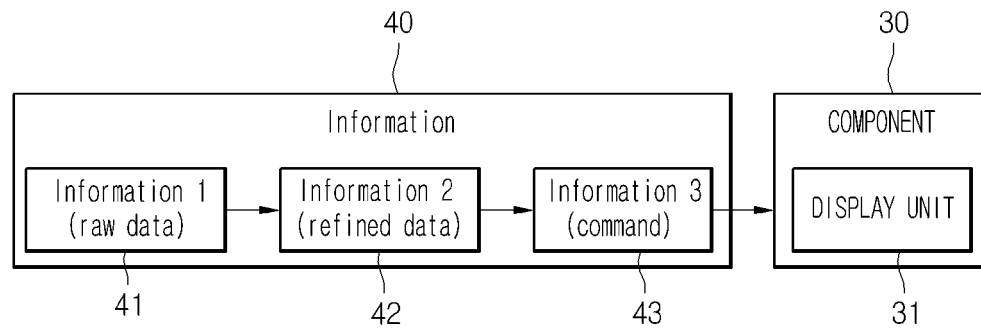 40
30
Information
COMPONENT
Information 1
(raw data)
Information 2
(refined data)
Information 3
(command)
DISPLAY UNIT
41
42
43
31